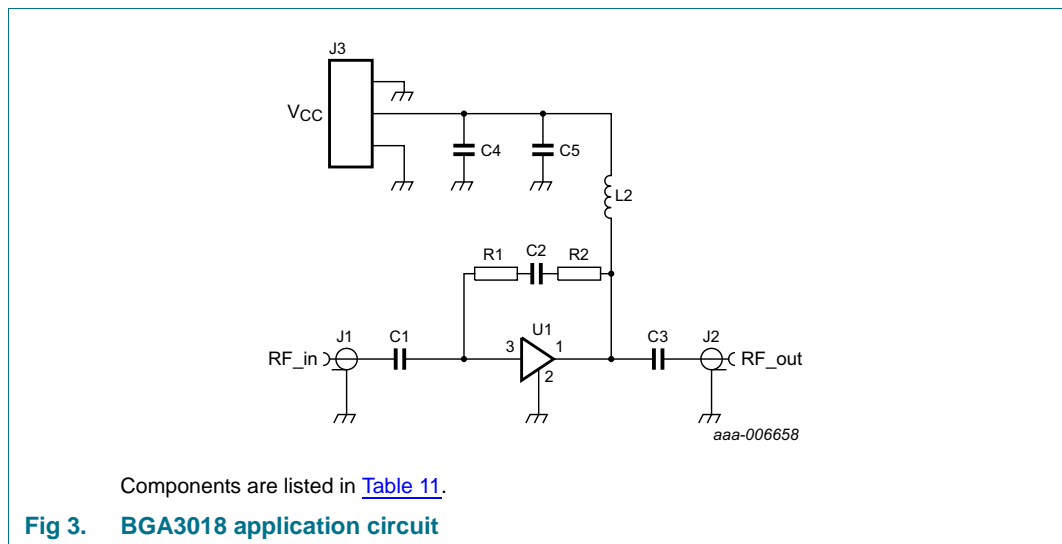 J3
VCC
C4
C5
L2
R1
C2
R2
J1
C1
U1
C3
J2
RF_in
3
1
RF_out
2
aaa-006658
Components are listed in Table 11.
Fig 3. BGA3018 application circuit